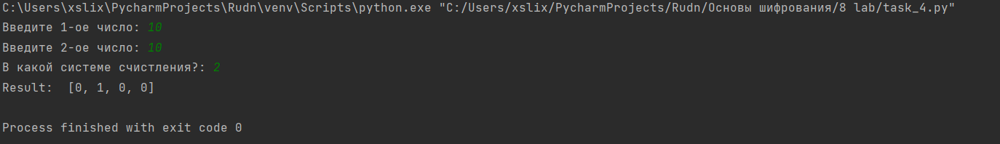 C:\Users\xslix\PycharmProjects\Rudn\venv\Scripts\python.exe "C:/Users/xslix/PycharmProjects/Rudn/Основы шифрования/8 lab/task_4.py"
Введите 1-ое число: 10
Введите 2-ое число: 10
В какой системе счистления?: 2
Result:  [0, 1, 0, 0]
Process finished with exit code 0